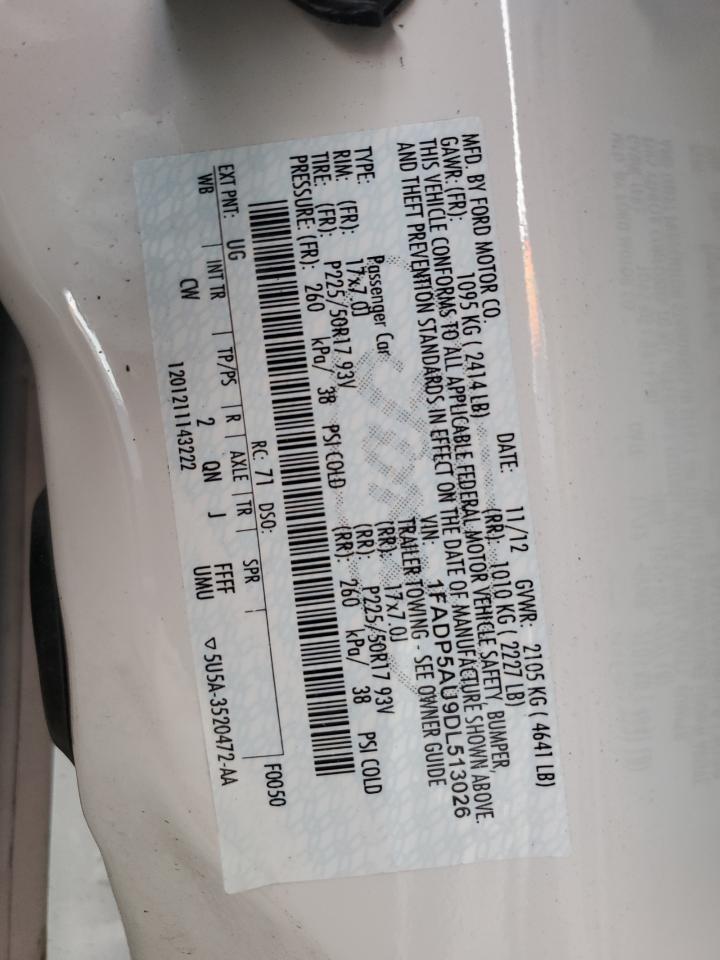 MFD. BY FORD MOTOR CO. DATE: 11/12 GVWR: 2105 KG ( 4641 LB)
GAWR: (FR): 1095 KG ( 2414 LB) (RR): 1010 KG ( 2227 LB)
THIS VEHICLE CONFORMS TO ALL APPLICABLE FEDERAL MOTOR VEHICLE SAFETY, BUMPER,
AND THEFT PREVENTION STANDARDS IN EFFECT ON THE DATE OF MANUFACTURE SHOWN ABOVE.
VIN: 1FADP5AU9DL513026
TYPE: Passenger Car TRAILER TOWING - SEE OWNER GUIDE
RIM: (FR): 17x7.0J (RR): 17x7.0J
TIRE: (FR): P225/50R17 93V (RR): P225/50R17 93V
PRESSURE: (FR): 260 kPa/ 38 PSI COLD (RR): 260 kPa/ 38 PSI COLD
F0050
RC: 71 DSO:
EXT PNT: UG
WB INT TR TP/PS R AXLE TR SPR
CW 2 QN J FFFF
UMU
1201211143222 ▽5U5A-3520472-AA